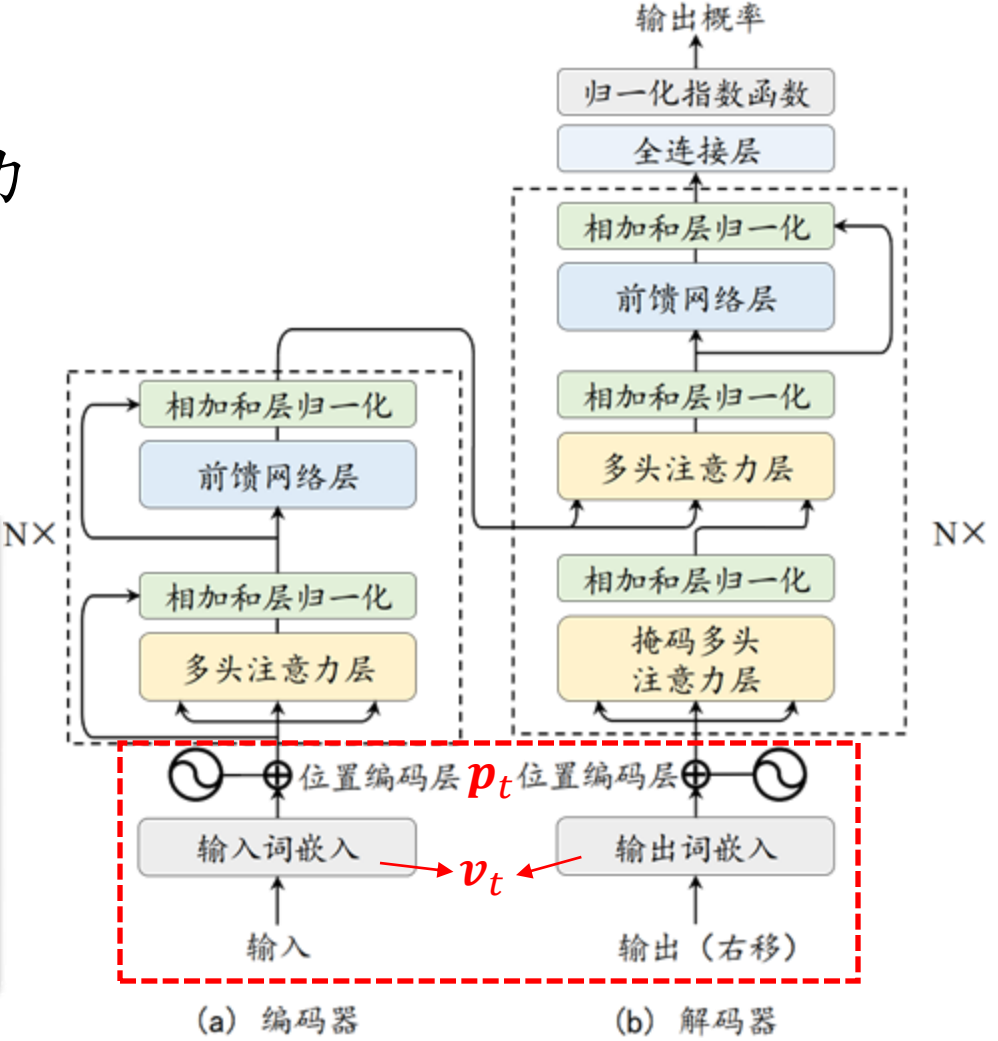 力
输出概率
归一化指数函数
全连接层
相加和层归一化
前馈网络层
相加和层归一化
多头注意力层
相加和层归一化
掩码多头
注意力层
N×
相加和层归一化
前馈网络层
N×
相加和层归一化
多头注意力层
位置编码层 pₜ 位置编码层
输入词嵌入
vₜ
输出词嵌入
输入
输出（右移）
（a） 编码器
（b） 解码器